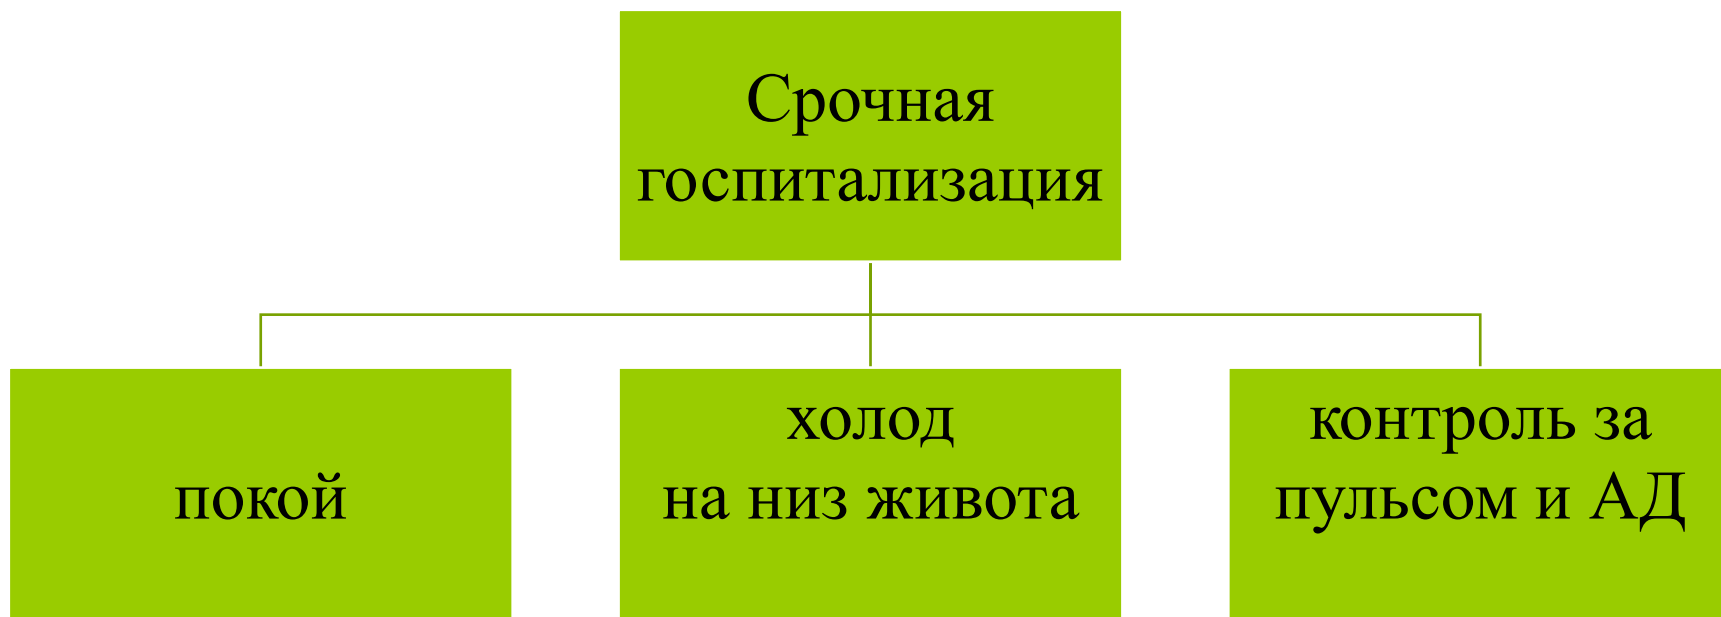 Срочная
госпитализация
покой
холод
на низ живота
контроль за
пульсом и АД